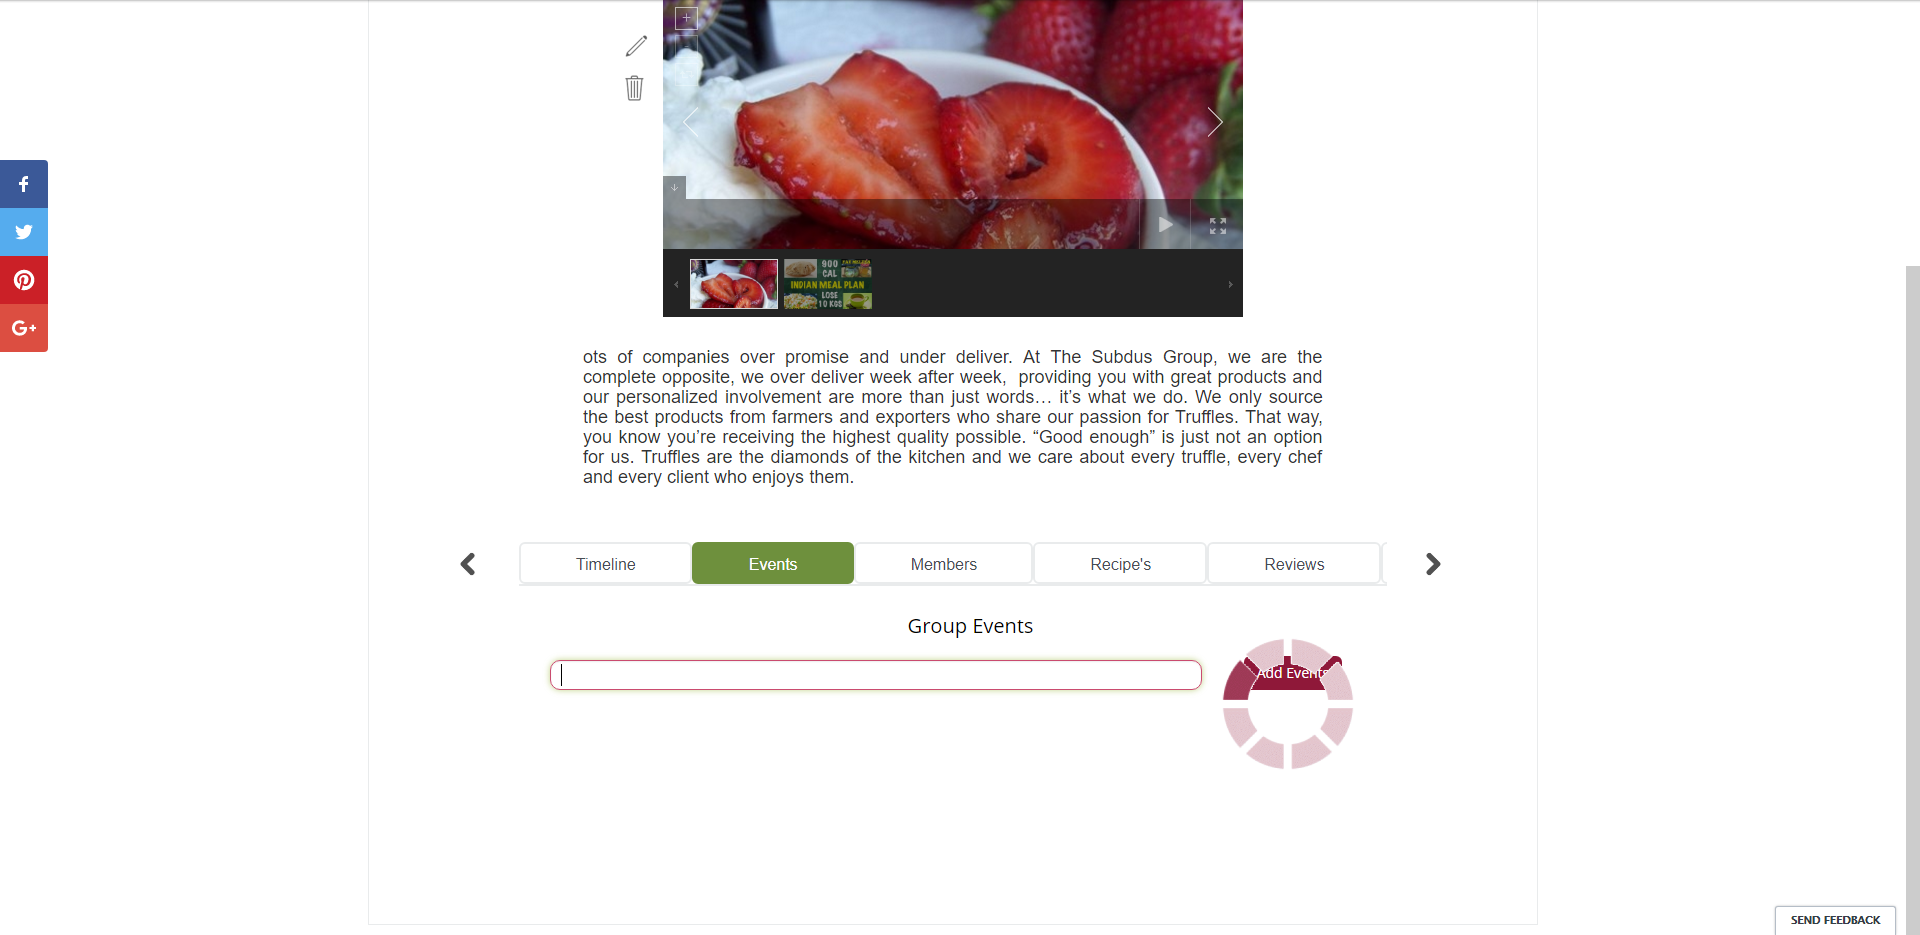 900
CAL
INDIAN MEAL PLAN
LOSE
10 KGS
ots of companies over promise and under deliver. At The Subdus Group, we are the
complete opposite, we over deliver week after week, providing you with great products and
our personalized involvement are more than just words… it’s what we do. We only source
the best products from farmers and exporters who share our passion for Truffles. That way,
you know you’re receiving the highest quality possible. “Good enough” is just not an option
for us. Truffles are the diamonds of the kitchen and we care about every truffle, every chef
and every client who enjoys them.
Timeline
Events
Members
Recipe's
Reviews
Group Events
Add Events
SEND FEEDBACK